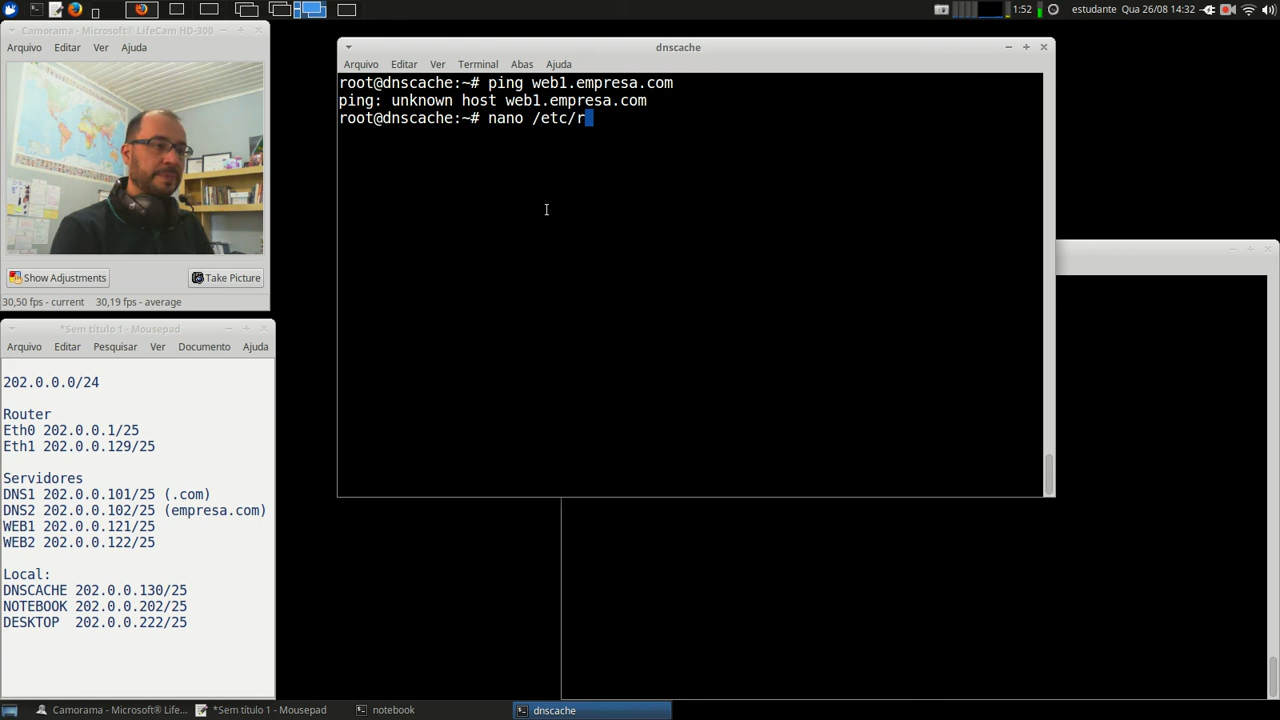 1:52
estudante Qua 26/08 14:32
Camorama - Microsoft® LifeCam HD-300
Arquivo Editar Ver Ajuda
Show Adjustments
Take Picture
30,50 fps - current 30,19 fps - average
*Sem título 1 - Mousepad
Arquivo Editar Pesquisar Ver Documento Ajuda
202.0.0.0/24
Router
Eth0 202.0.0.1/25
Eth1 202.0.0.129/25
Servidores
DNS1 202.0.0.101/25 (.com)
DNS2 202.0.0.102/25 (empresa.com)
WEB1 202.0.0.121/25
WEB2 202.0.0.122/25
Local:
DNSCACHE 202.0.0.130/25
NOTEBOOK 202.0.0.202/25
DESKTOP 202.0.0.222/25
dnscache
Arquivo Editar Ver Terminal Abas Ajuda
root@dnscache:~# ping web1.empresa.com
ping: unknown host web1.empresa.com
root@dnscache:~# nano /etc/r
Camorama - Microsoft® Life...
*Sem título 1 - Mousepad
notebook
dnscache